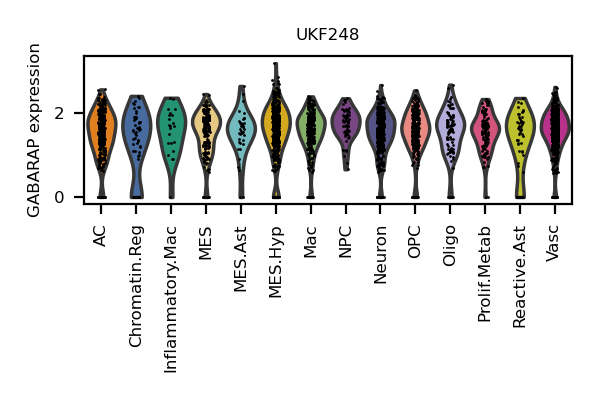 UKF248
GABARAP expression
2
0
AC
Chromatin.Reg
Inflammatory.Mac
MES
MES.Ast
MES.Hyp
Mac
NPC
Neuron
OPC
Oligo
Prolif.Metab
Reactive.Ast
Vasc